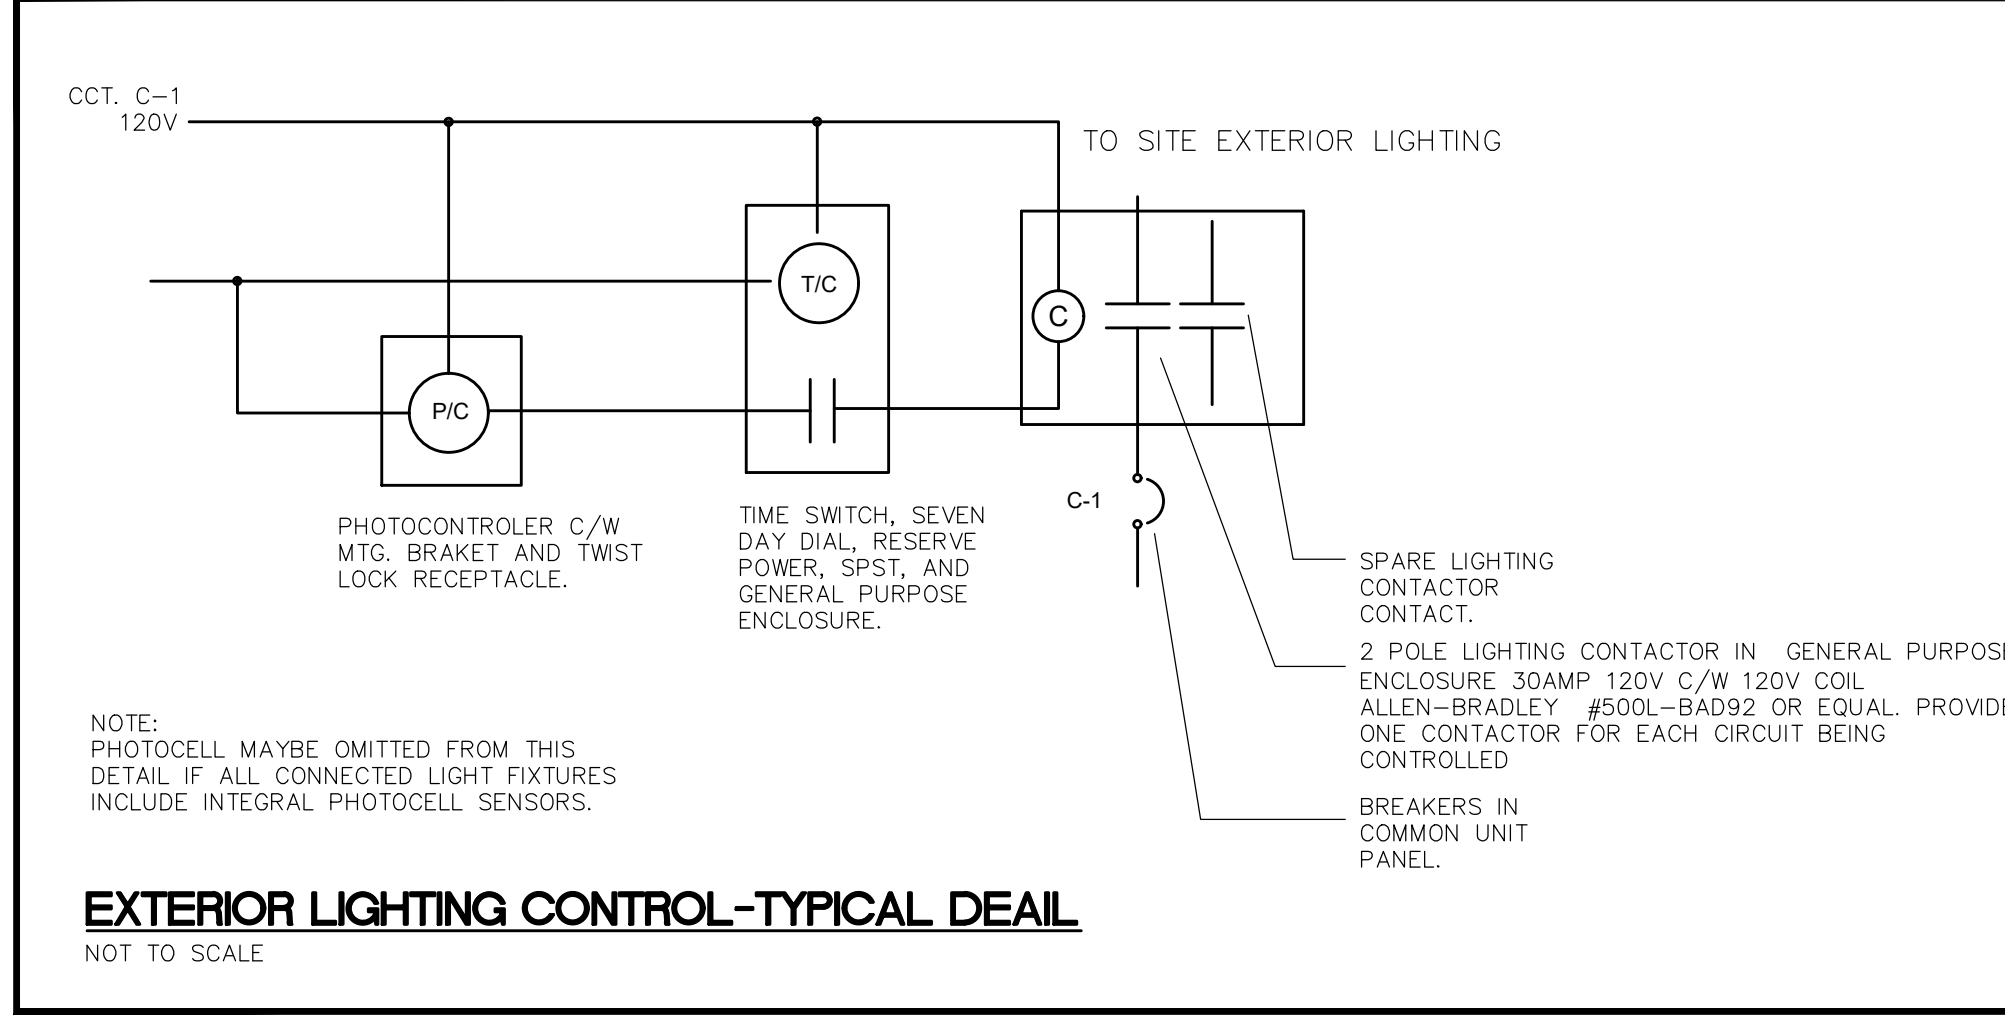 CCT. C-1
120V
TO SITE EXTERIOR LIGHTING
T/C
C
P/C
C-1
PHOTOCONTROLER C/W
MTG. BRAKET AND TWIST
LOCK RECEPTACLE.
TIME SWITCH, SEVEN
DAY DIAL, RESERVE
POWER, SPST, AND
GENERAL PURPOSE
ENCLOSURE.
SPARE LIGHTING
CONTACTOR
CONTACT.
2 POLE LIGHTING CONTACTOR IN GENERAL PURPOSE
ENCLOSURE 30AMP 120V C/W 120V COIL
ALLEN-BRADLEY #500L-BAD92 OR EQUAL. PROVIDE
ONE CONTACTOR FOR EACH CIRCUIT BEING
CONTROLLED
BREAKERS IN
COMMON UNIT
PANEL.
NOTE:
PHOTOCELL MAYBE OMITTED FROM THIS
DETAIL IF ALL CONNECTED LIGHT FIXTURES
INCLUDE INTEGRAL PHOTOCELL SENSORS.
EXTERIOR LIGHTING CONTROL-TYPICAL DEAIL
NOT TO SCALE